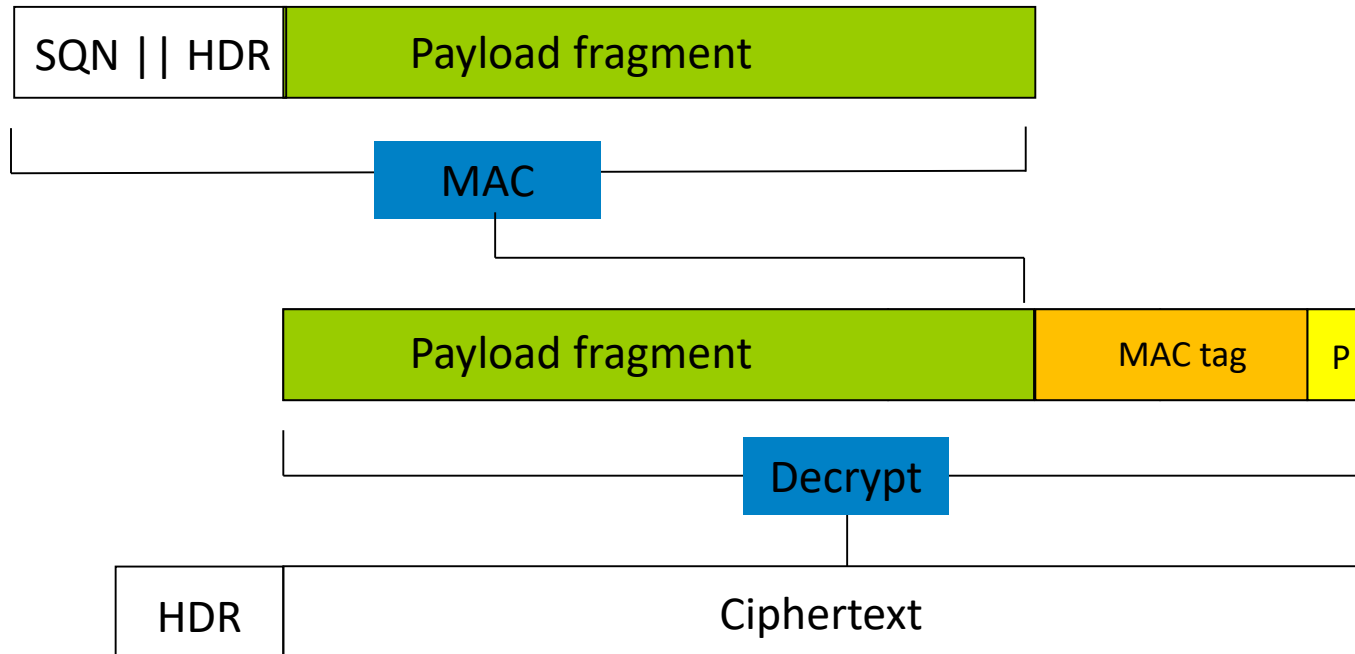 SQN || HDR Payload fragment
MAC
Payload fragment MAC tag P
Decrypt
HDR Ciphertext